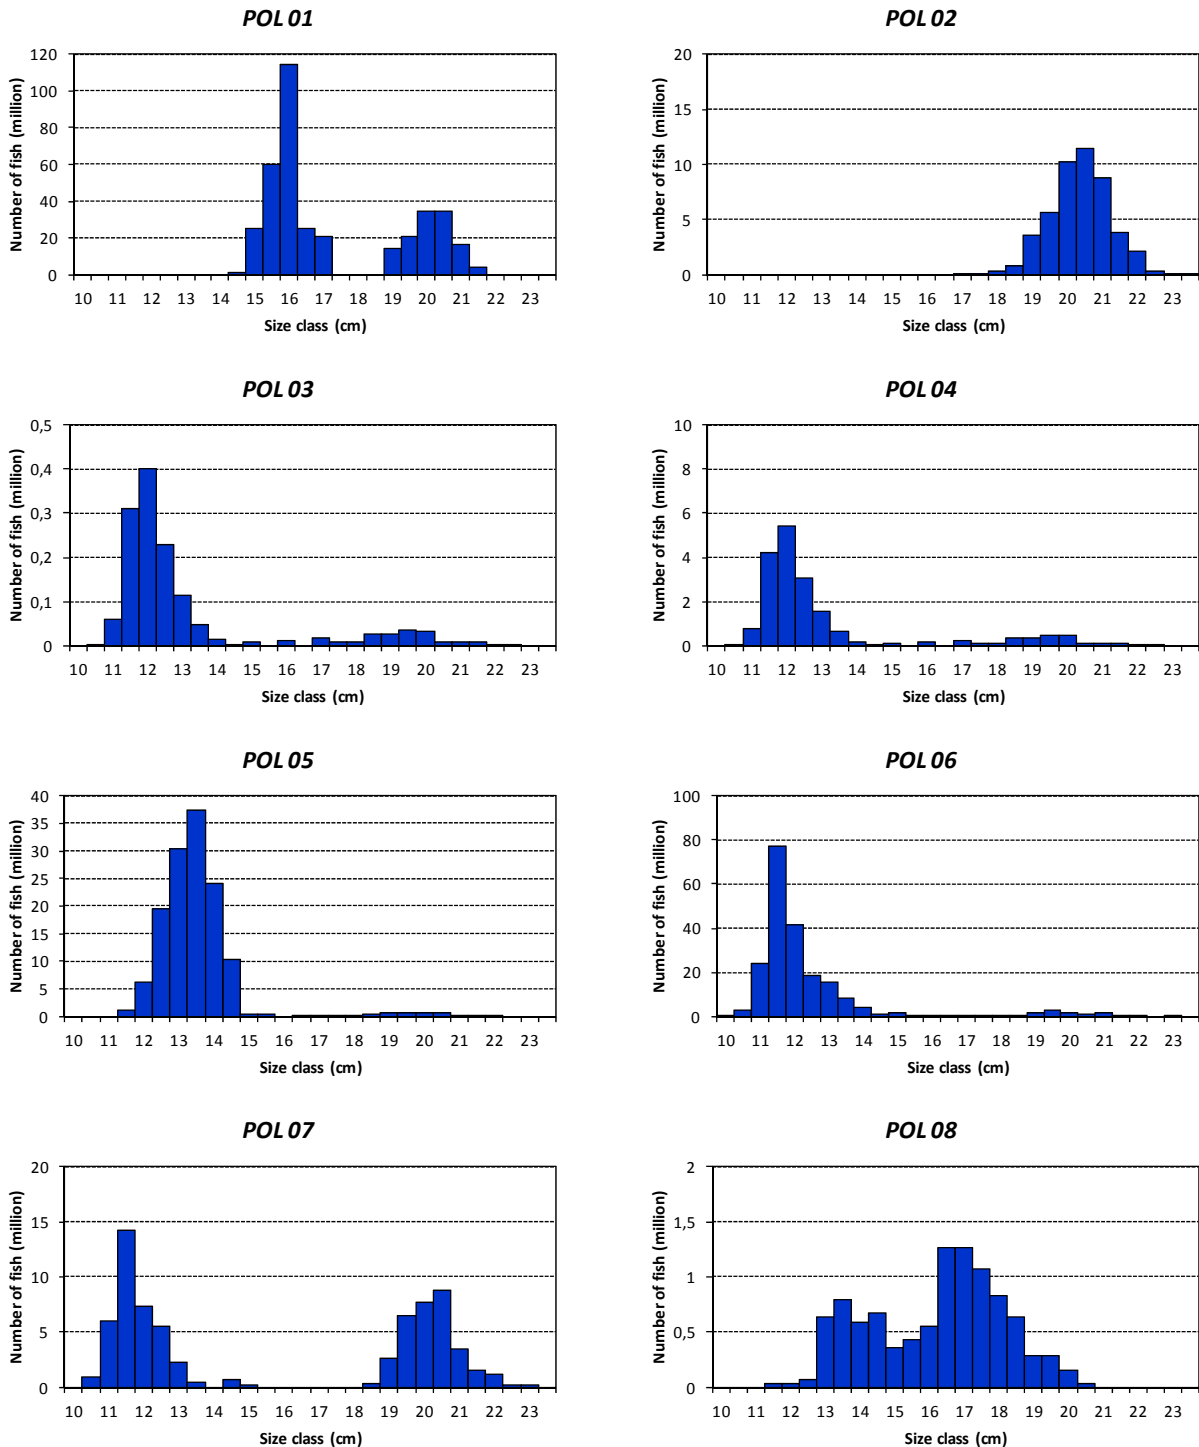 POL 01
Number of fish (million)
120
100
80
60
40
20
0
10 11 12 13 14 15 16 17 18 19 20 21 22 23
Size class (cm)
POL 02
Number of fish (million)
20
15
10
5
0
10 11 12 13 14 15 16 17 18 19 20 21 22 23
Size class (cm)
POL 03
Number of fish (million)
0,5
0,4
0,3
0,2
0,1
0
10 11 12 13 14 15 16 17 18 19 20 21 22 23
Size class (cm)
POL 04
Number of fish (million)
10
8
6
4
2
0
10 11 12 13 14 15 16 17 18 19 20 21 22 23
Size class (cm)
POL 05
Number of fish (million)
40
35
30
25
20
15
10
5
0
10 11 12 13 14 15 16 17 18 19 20 21 22 23
Size class (cm)
POL 06
Number of fish (million)
100
80
60
40
20
0
10 11 12 13 14 15 16 17 18 19 20 21 22 23
Size class (cm)
POL 07
Number of fish (million)
20
15
10
5
0
10 11 12 13 14 15 16 17 18 19 20 21 22 23
Size class (cm)
POL 08
Number of fish (million)
2
1,5
1
0,5
0
10 11 12 13 14 15 16 17 18 19 20 21 22 23
Size class (cm)